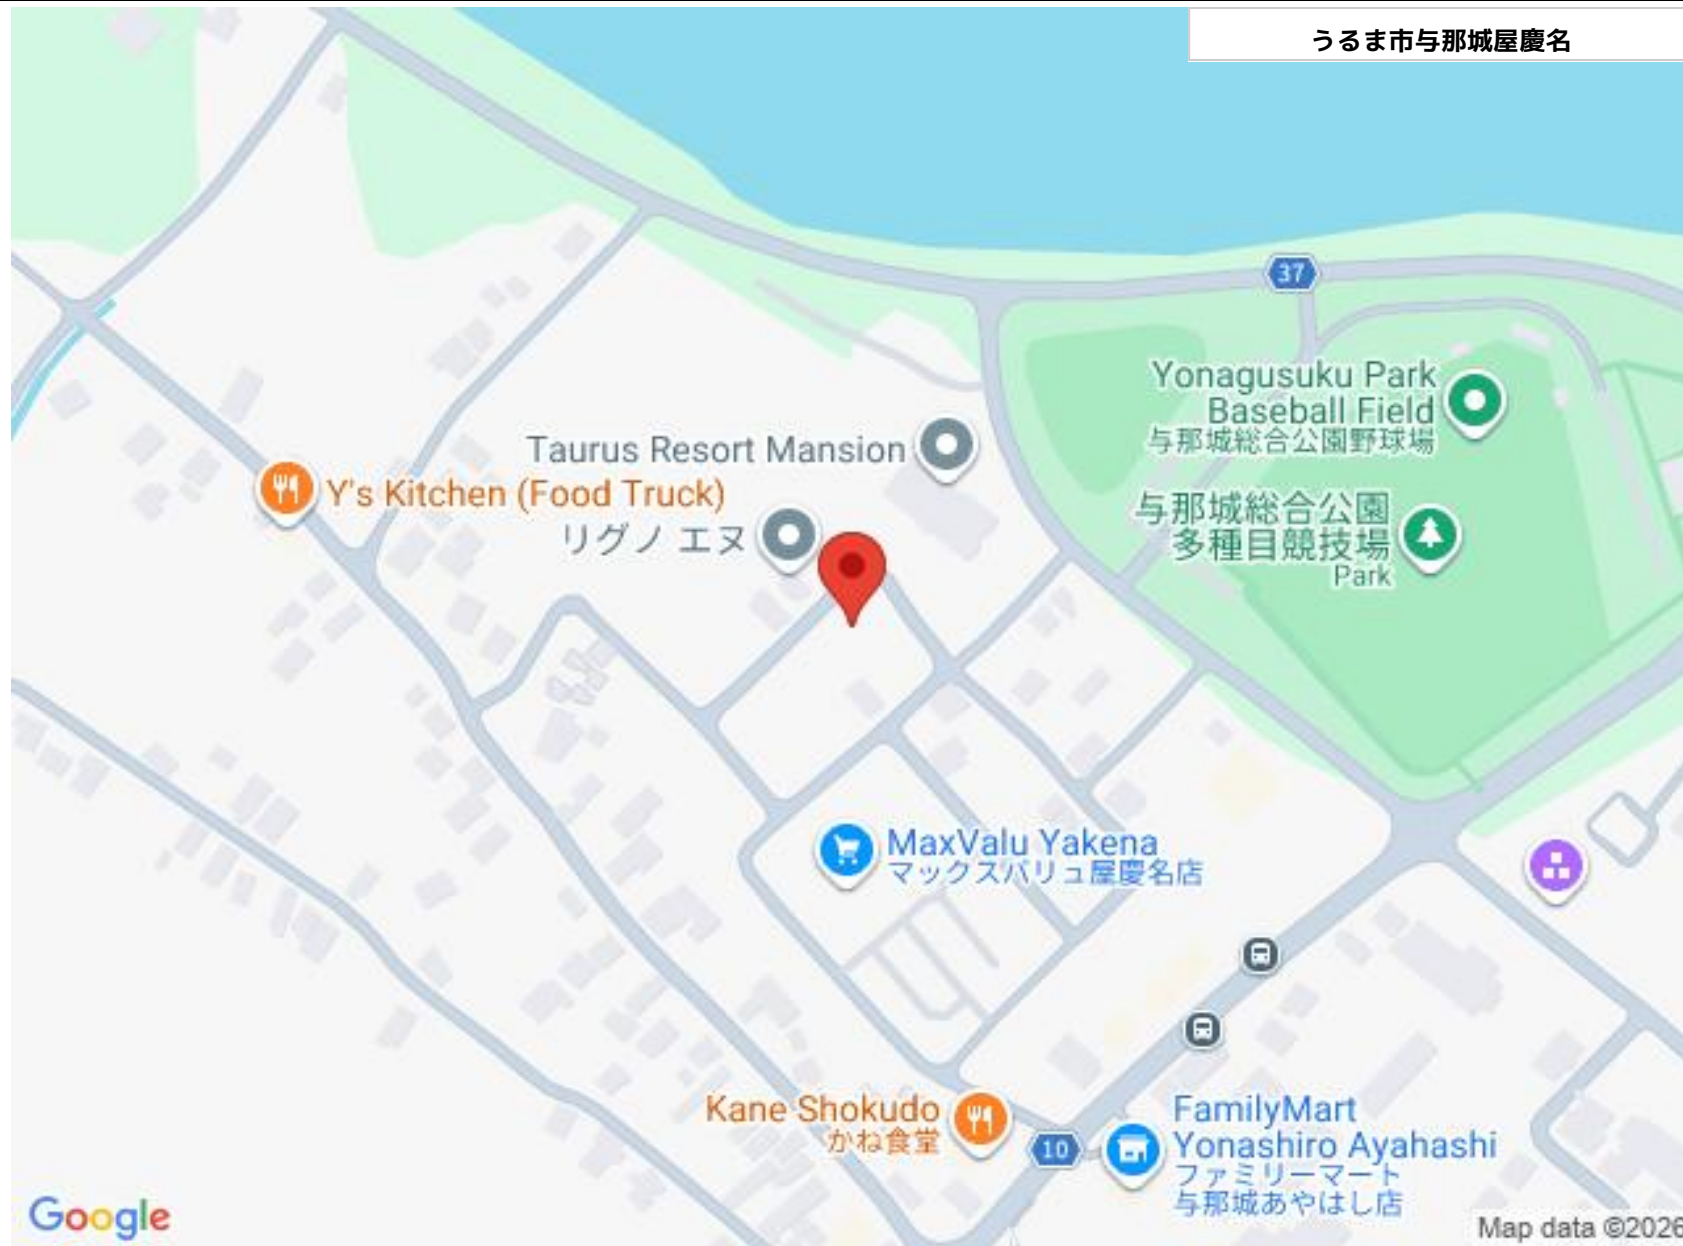 うるま市与那城屋慶名
37
Yonagusuku Park
Baseball Field
与那城総合公園野球場
Taurus Resort Mansion
Y's Kitchen (Food Truck)
リグノ エヌ
与那城総合公園
多種目競技場
Park
MaxValu Yakena
マックスバリュ屋慶名店
Kane Shokudo
かね食堂
10
FamilyMart
Yonashiro Ayahashi
ファミリーマート
与那城あやはし店
Google
Map data ©2026